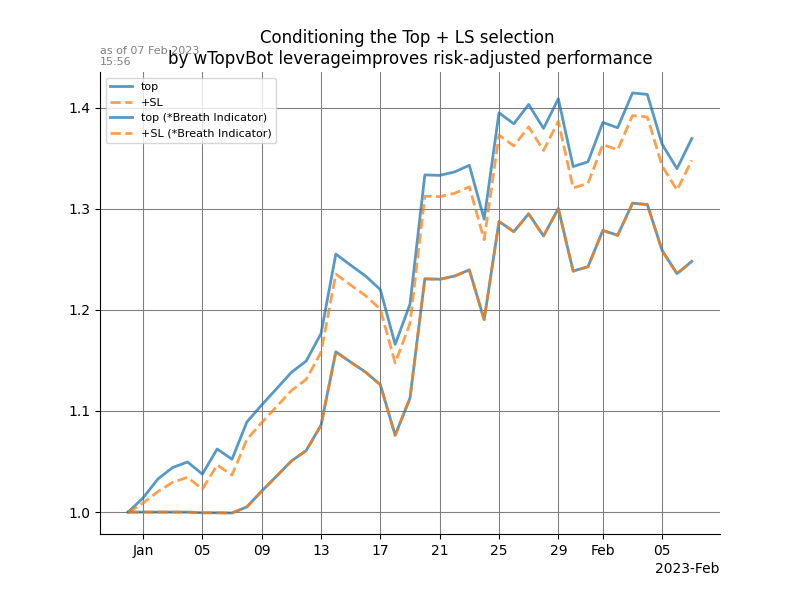 Conditioning the Top + LS selection
by wTopvBot leverageimproves risk-adjusted performance
as of 07 Feb 2023
15:56
top
+SL
top (*Breath Indicator)
+SL (*Breath Indicator)
1.4
1.3
1.2
1.1
1.0
Jan 05 09 13 17 21 25 29 Feb 05
2023-Feb